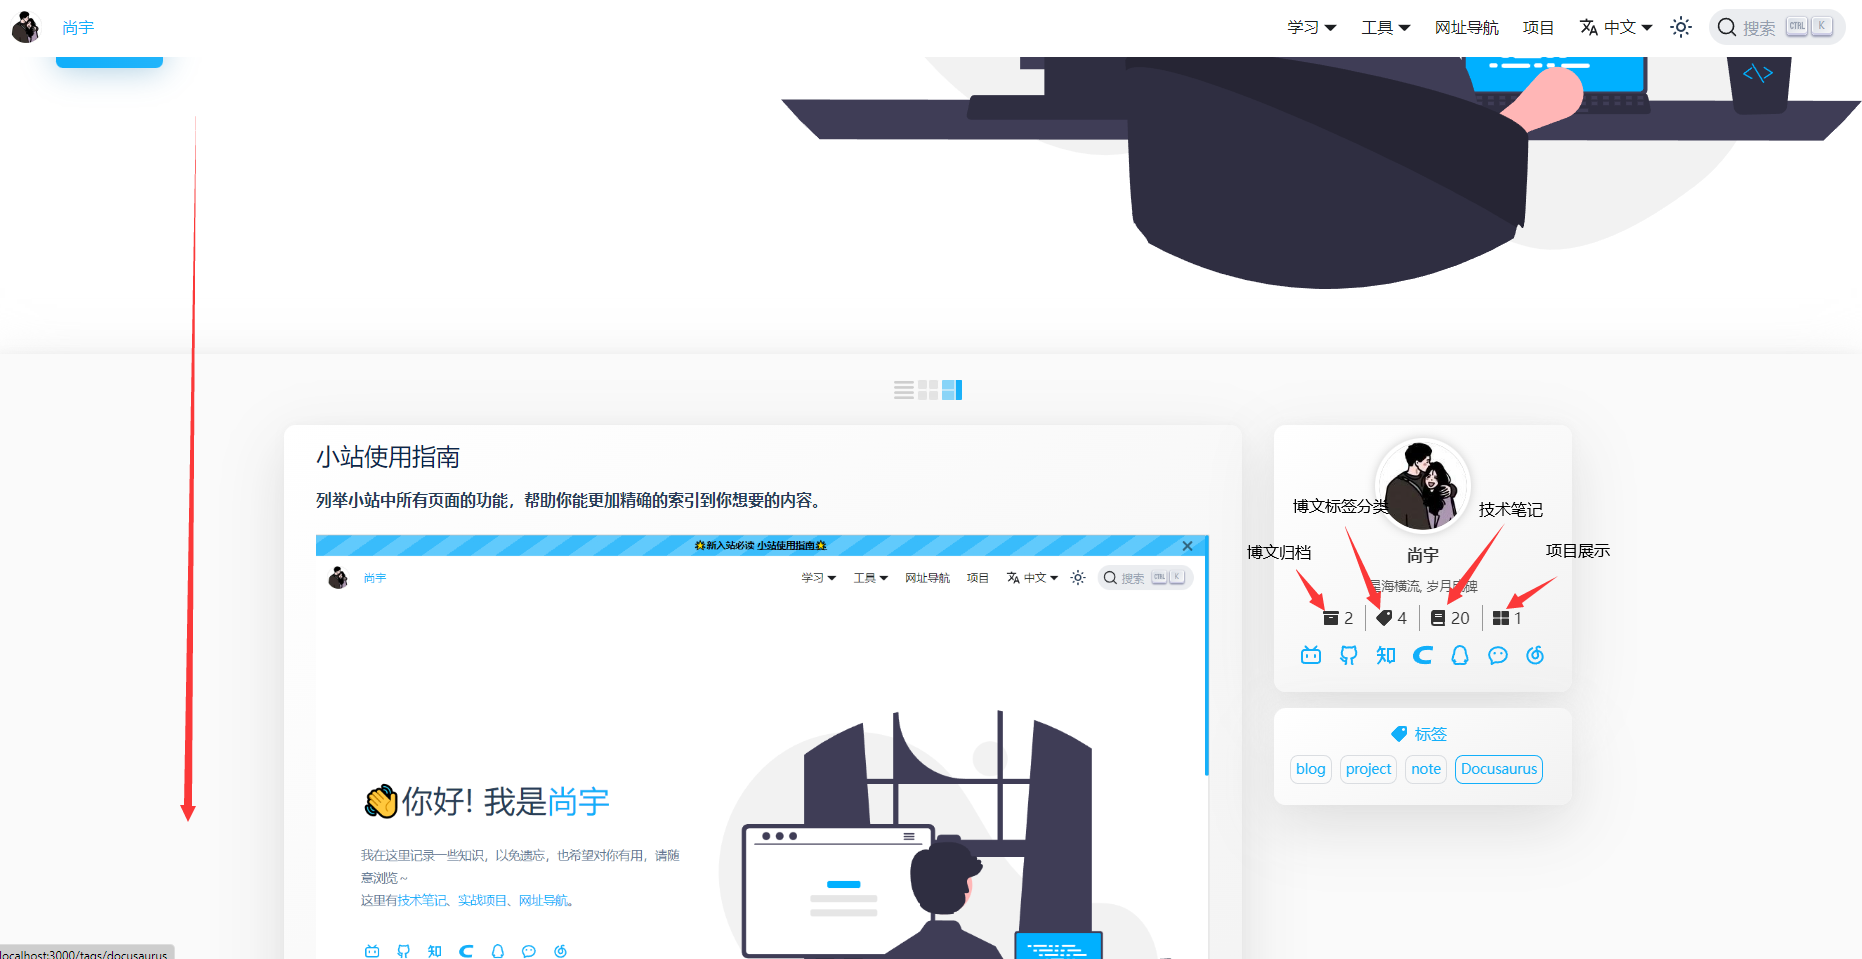 尚宇
学习
工具
网址导航
项目
中文
搜索 CTRL K
</>
小站使用指南
列举小站中所有页面的功能，帮助你能更加精确的索引到你想要的内容。
新入站必读 小站使用指南
尚宇
学习
工具
网址导航
项目
中文
搜索 CTRL K
👋你好! 我是尚宇
我在这里记录一些知识，以免遗忘，也希望对你有用，请随
意浏览~
这里有技术笔记、实战项目、网址导航。
知
博文标签分类
技术笔记
博文归档
项目展示
尚宇
星海横流, 岁月成碑
2
4
20
1
知
标签
blog
project
note
Docusaurus
localhost:3000/tags/docusaurus